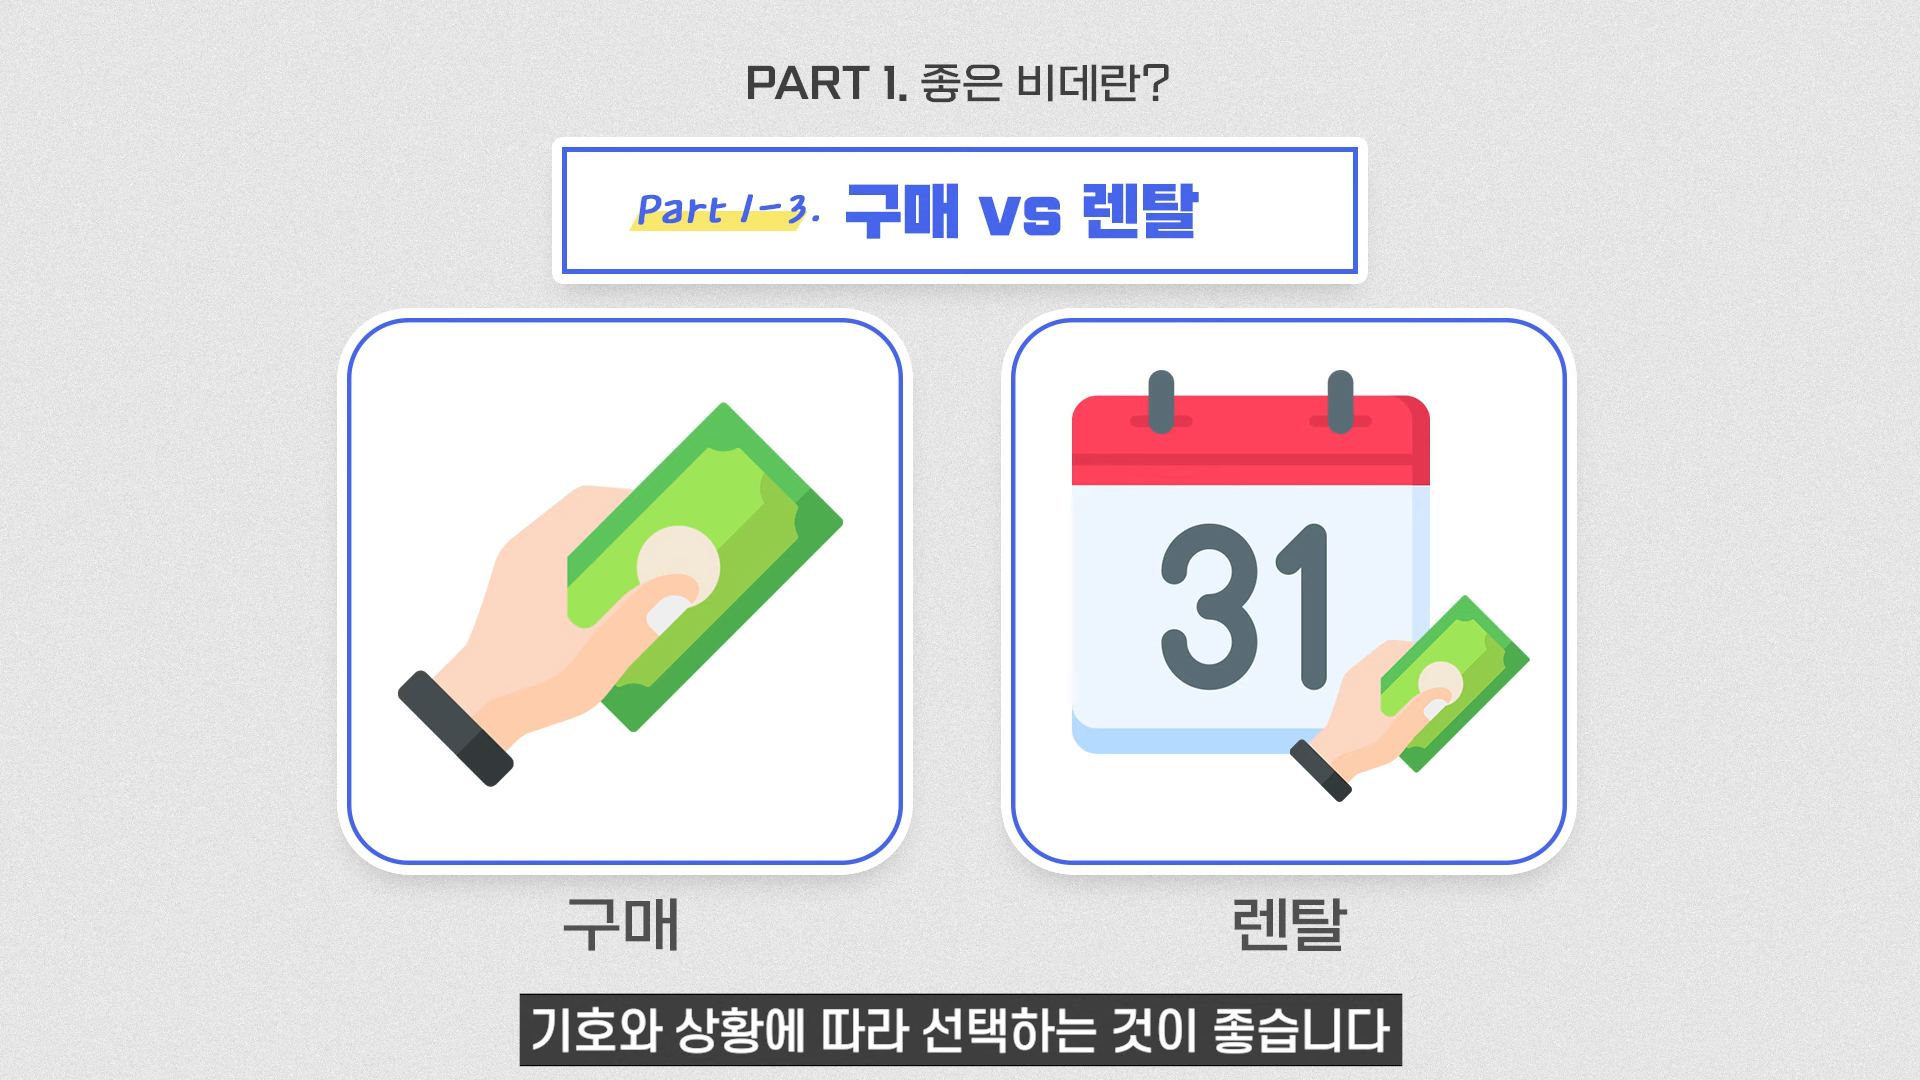 PART 1. 좋은 비데란?
Part 1-3. 구매 vs 렌탈
31
구매
렌탈
기호와 상황에 따라 선택하는 것이 좋습니다